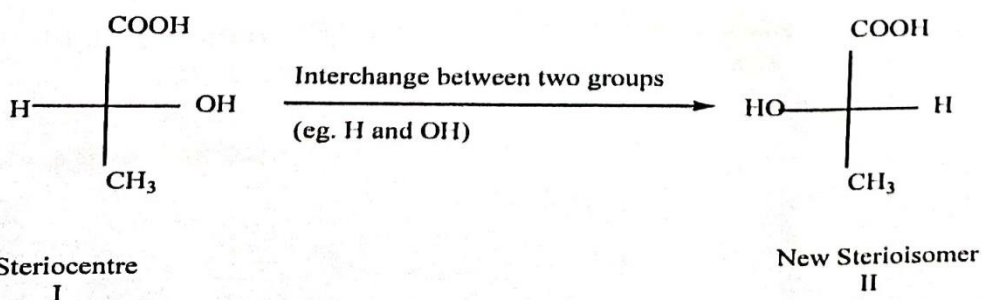 COOH
H
OH
CH₃
Interchange between two groups
(eg. H and OH)
COOH
HO
H
CH₃
Steriocentre
I
New Sterioisomer
II